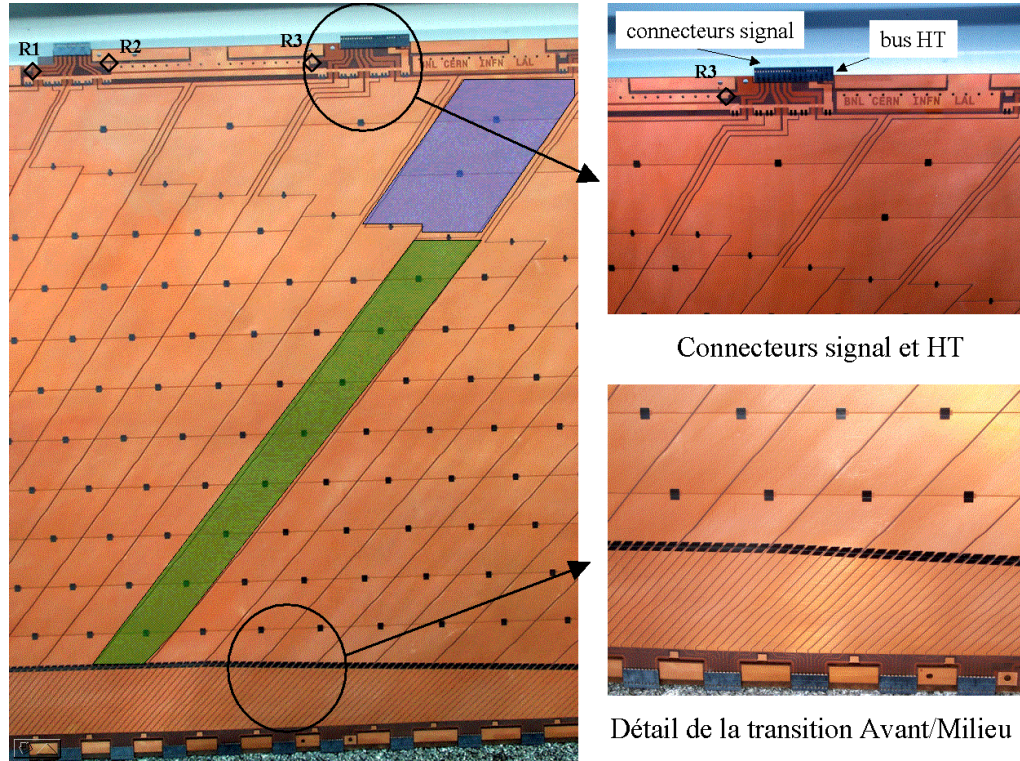 R1
R2
R3
BNL CERN INFN LAL
connecteurs signal
bus HT
R3
BNL CERN INFN LAL
Connecteurs signal et HT
Détail de la transition Avant/Milieu